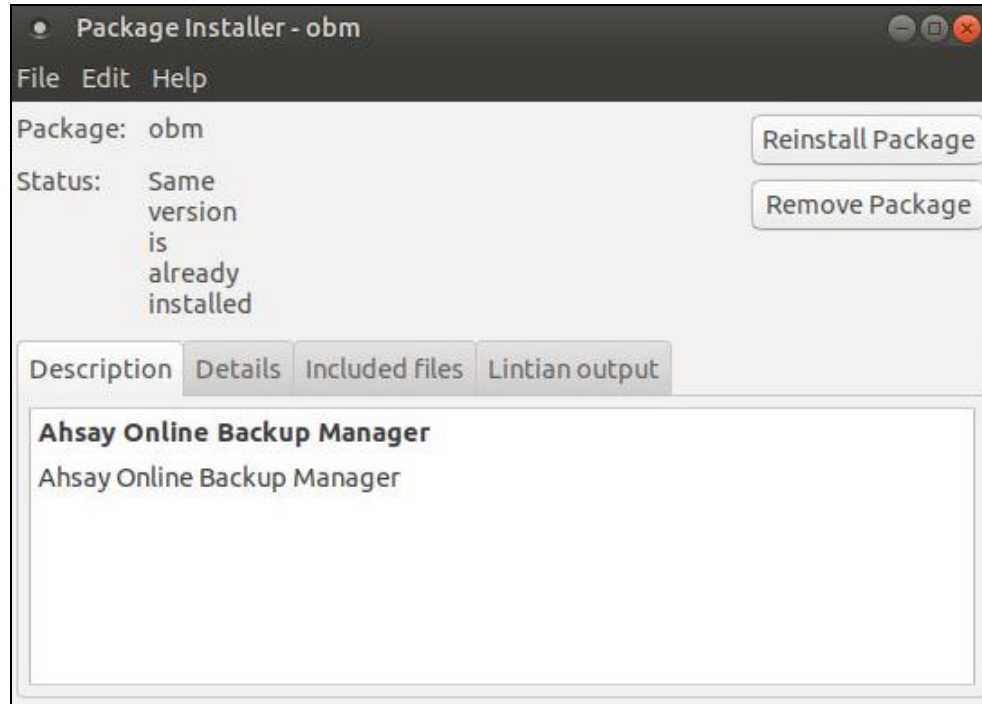 Package Installer - obm
File Edit Help
Package: obm
Reinstall Package
Status: Same
version
is
already
installed
Remove Package
Description Details Included files Lintian output
Ahsay Online Backup Manager
Ahsay Online Backup Manager